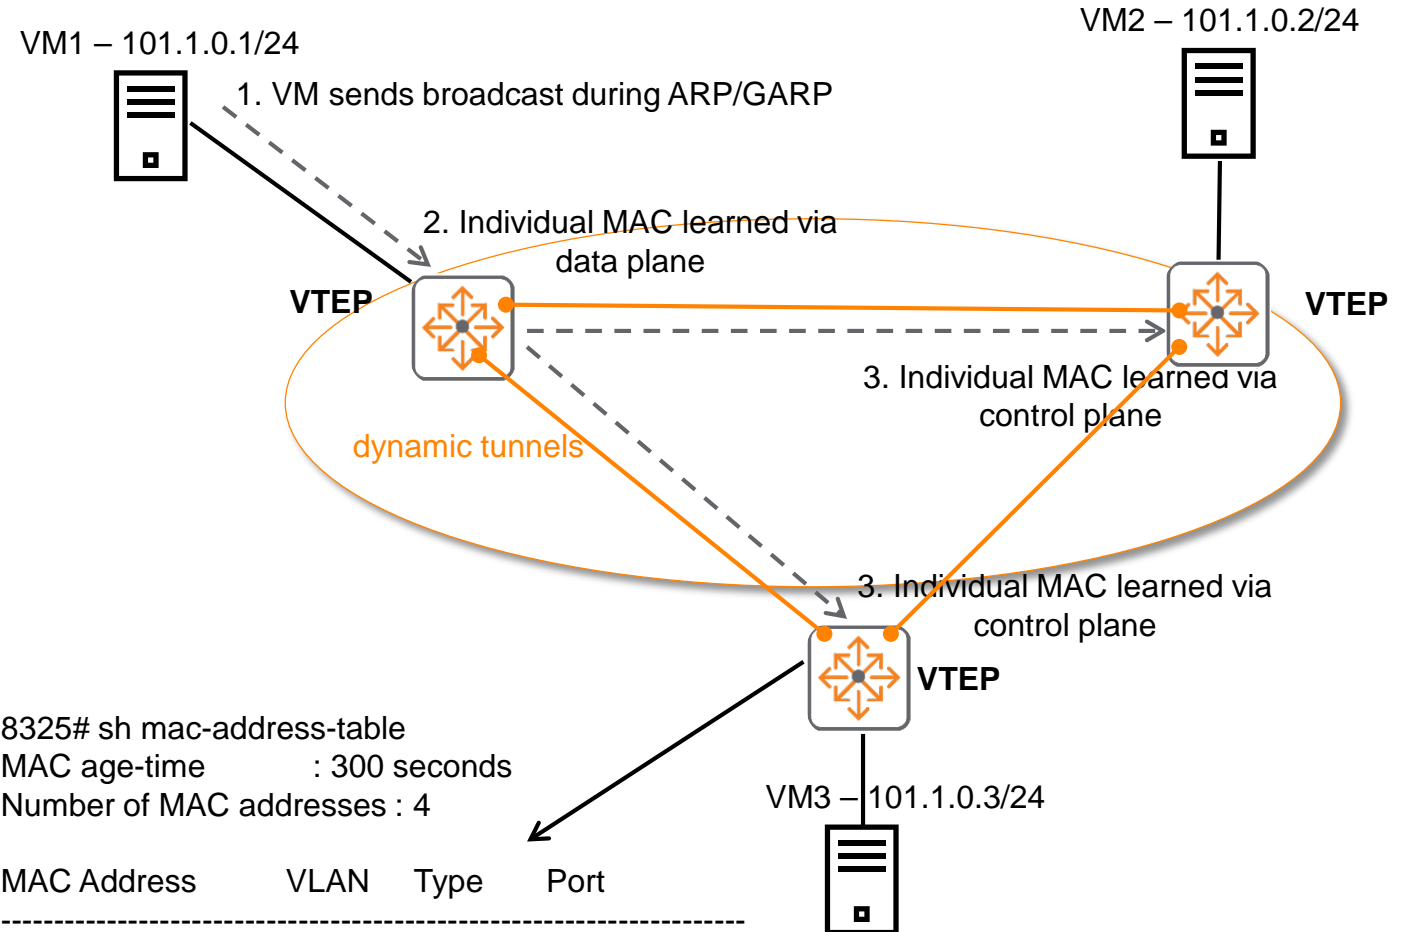 VM2 – 101.1.0.2/24
VM1 – 101.1.0.1/24
1. VM sends broadcast during ARP/GARP
2. Individual MAC learned via
data plane
VTEP
VTEP
3. Individual MAC learned via
control plane
dynamic tunnels
3. Individual MAC learned via
control plane
VTEP
8325# sh mac-address-table
MAC age-time : 300 seconds
Number of MAC addresses : 4
VM3 – 101.1.0.3/24
MAC Address VLAN Type Port
----------------------------------------------------------------------